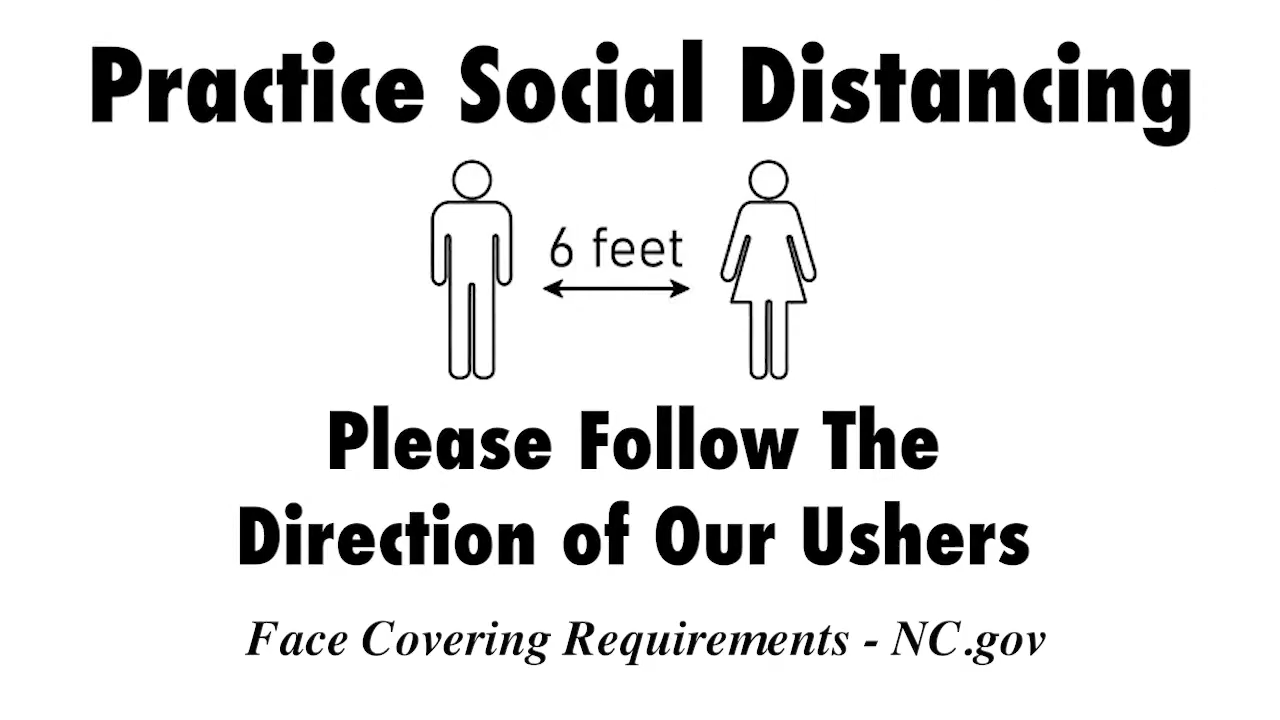 Practice Social Distancing
6 feet
Please Follow The
Direction of Our Ushers
Face Covering Requirements - NC.gov